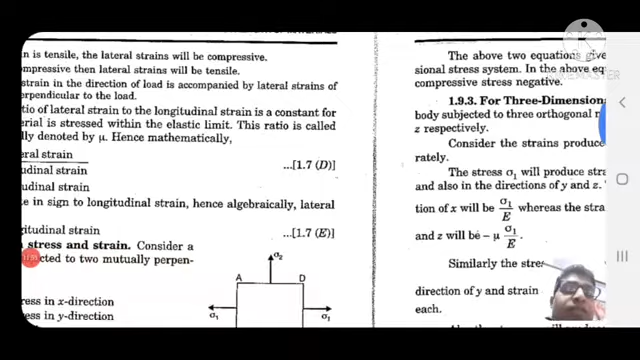 n is tensile, the lateral strains will be compressive.
mpressive then lateral strains will be tensile.
strain in the direction of load is accompanied by lateral strains of
rpendicular to the load.
tio of lateral strain to the longitudinal strain is a constant for
erial is stressed within the elastic limit. This ratio is called
lly denoted by μ. Hence mathematically,
eral strain
udinal strain
...[1.7 (D)]
udinal strain
e in sign to longitudinal strain, hence algebraically, lateral
gitudinal strain
...[1.7 (E)]
stress and strain. Consider a
cted to two mutually perpen-
ress in x-direction
ess in y-direction
σ2
A
D
σ1
σ1
The above two equations give
sional stress system. In the above eq
compressive stress negative.
1.9.3. For Three-Dimension
body subjected to three orthogonal
z respectively.
Consider the strains produce
rately.
The stress σ1 will produce stra
and also in the directions of y and z.
tion of x will be σ1/E whereas the stra
and z will be – μ σ1/E.
Similarly the stre
direction of y and strain
each.